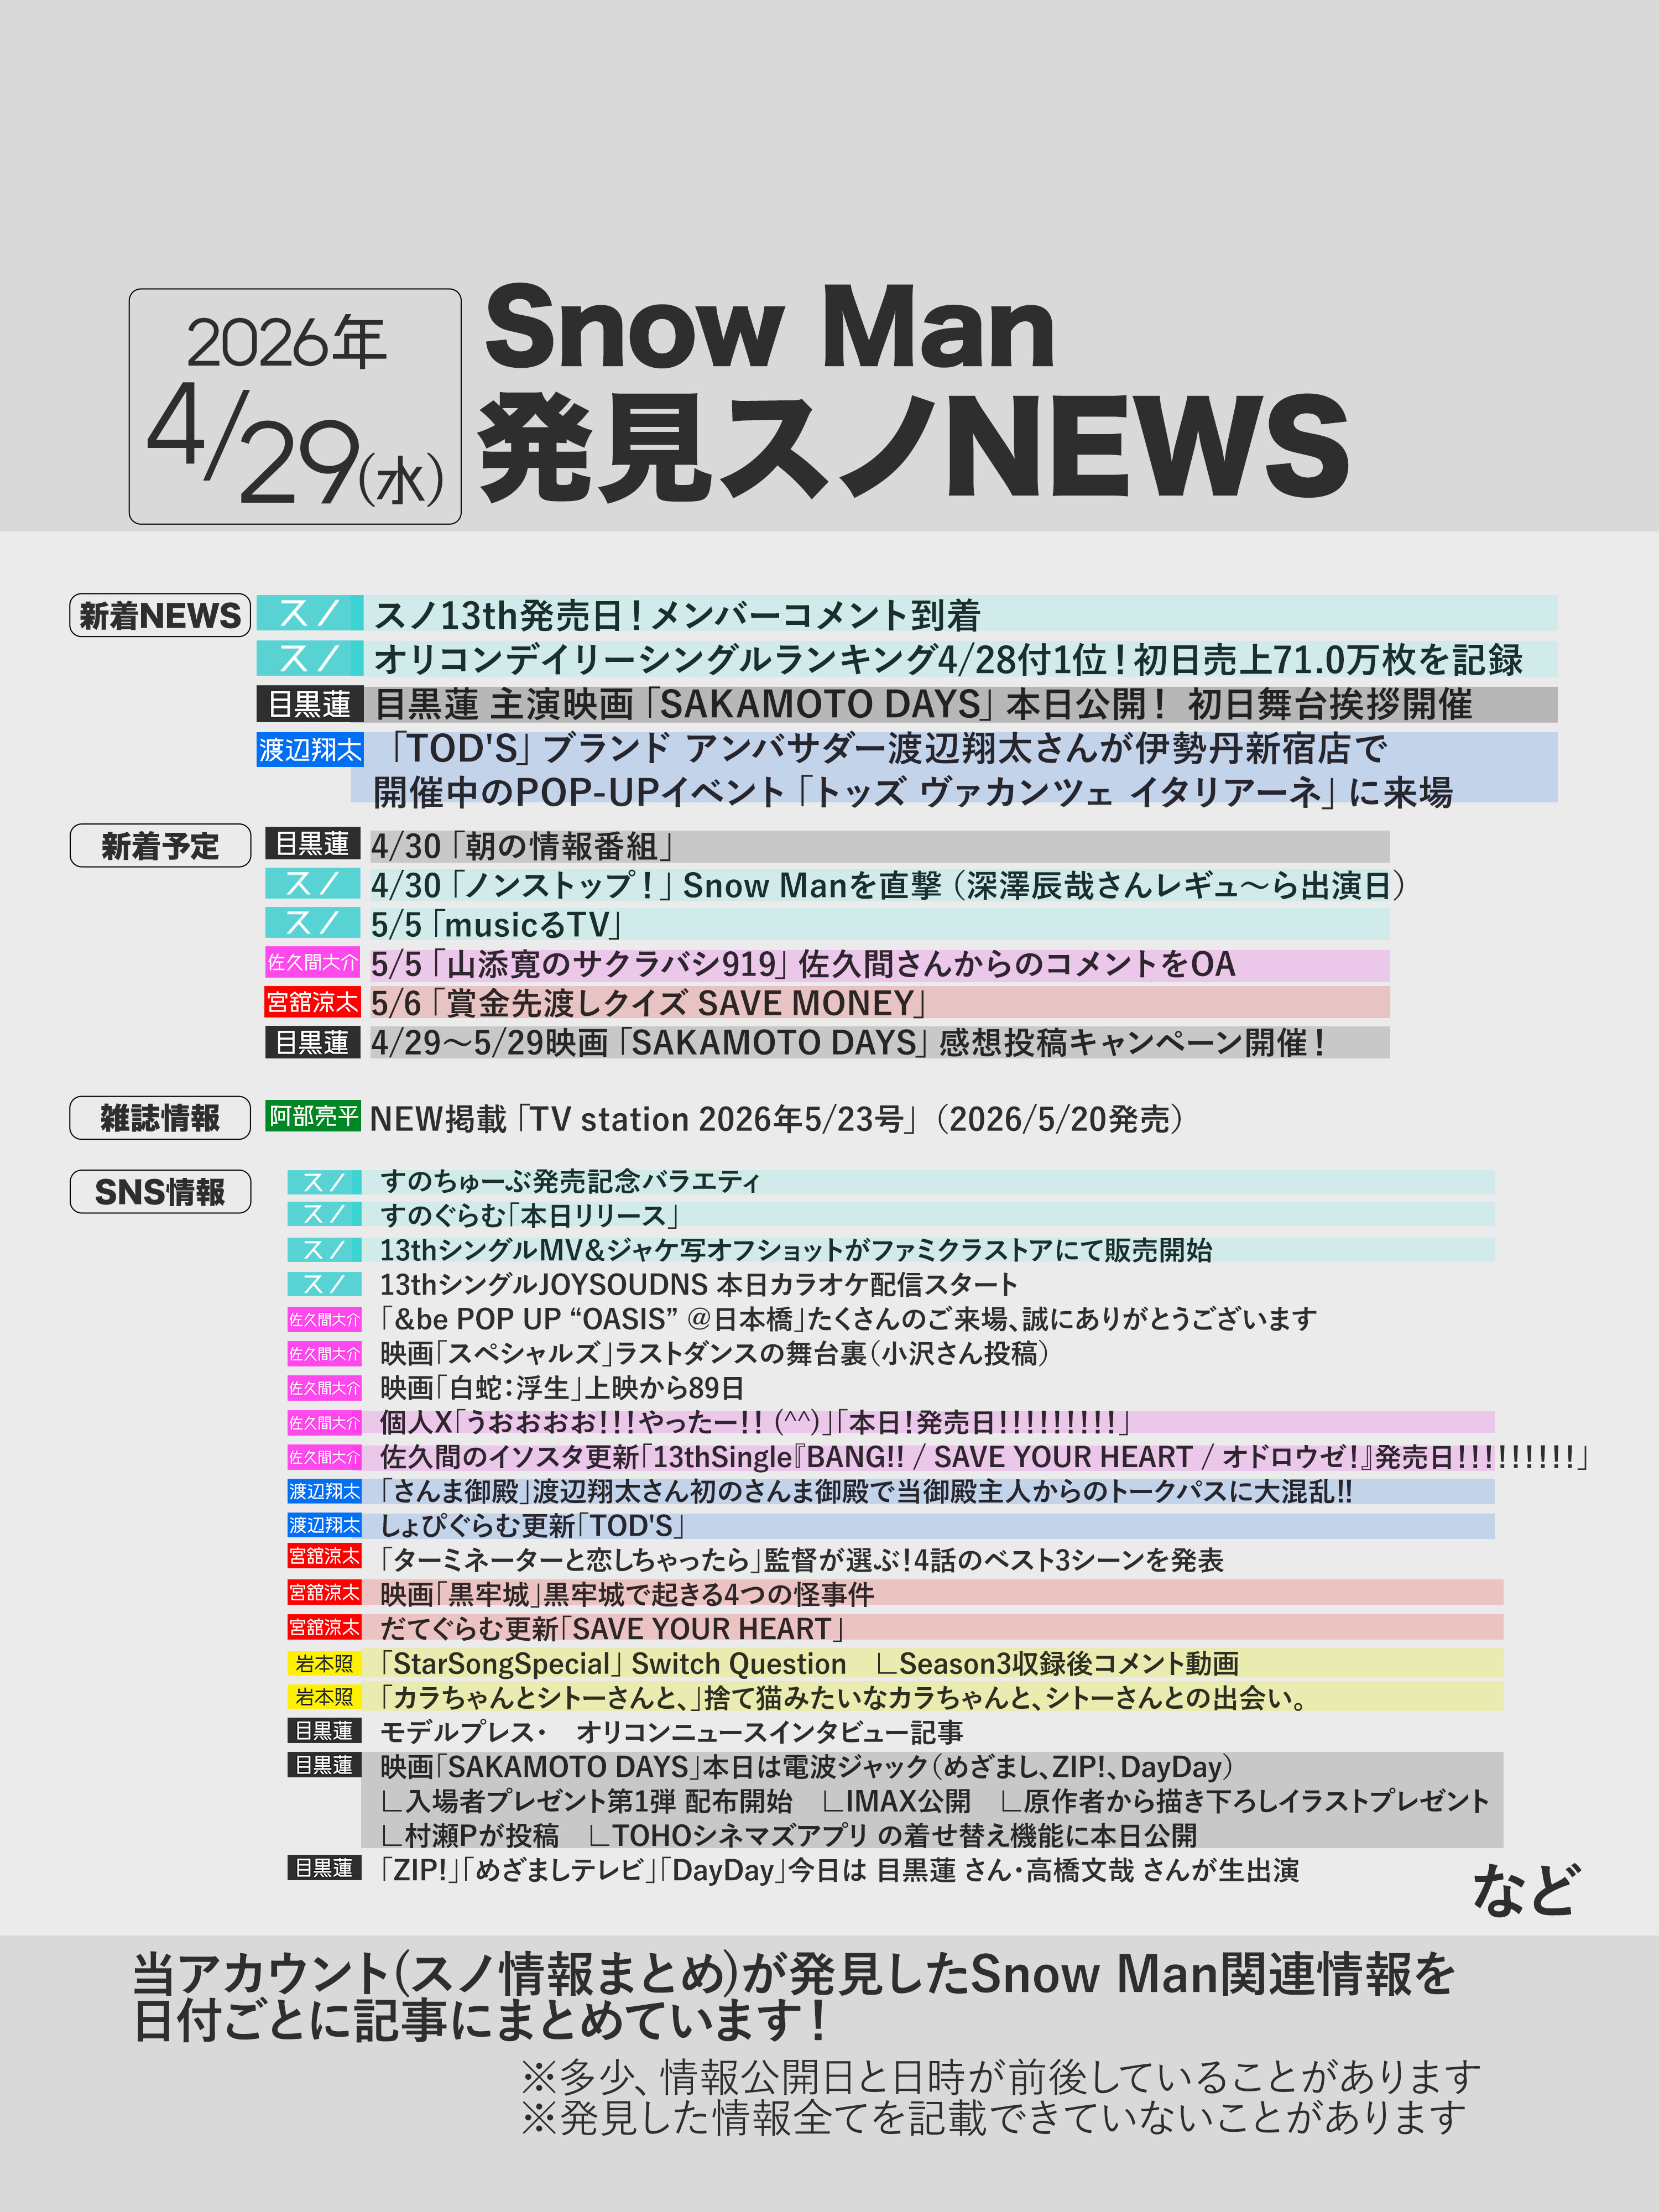 2026年
4/29(水)
Snow Man
発見スノNEWS
新着NEWS
スノ スノ13th発売日！メンバーコメント到着
スノ オリコンデイリーシングルランキング4/28付1位！初日売上71.0万枚を記録
目黒蓮 目黒蓮 主演映画「SAKAMOTO DAYS」本日公開！ 初日舞台挨拶開催
渡辺翔太 「TOD'S」ブランド アンバサダー渡辺翔太さんが伊勢丹新宿店で
開催中のPOP-UPイベント「トッズ ヴァカンツェ イタリアーネ」に来場
新着予定
目黒蓮 4/30「朝の情報番組」
スノ 4/30「ノンストップ！」Snow Manを直撃（深澤辰哉さんレギュ〜ら出演日）
スノ 5/5「musicるTV」
佐久間大介 5/5「山添寛のサクラバシ919」佐久間さんからのコメントをOA
宮舘涼太 5/6「賞金先渡しクイズ SAVE MONEY」
目黒蓮 4/29〜5/29映画「SAKAMOTO DAYS」感想投稿キャンペーン開催！
雑誌情報
阿部亮平 NEW掲載「TV station 2026年5/23号」（2026/5/20発売）
SNS情報
スノ すのちゅーぶ発売記念バラエティ
スノ すのぐらむ「本日リリース」
スノ 13thシングルMV&ジャケ写オフショットがファミクラストアにて販売開始
スノ 13thシングルJOYSOUDNS 本日カラオケ配信スタート
佐久間大介 「&be POP UP “OASIS” @日本橋」たくさんのご来場、誠にありがとうございます
佐久間大介 映画「スペシャルズ」ラストダンスの舞台裏（小沢さん投稿）
佐久間大介 映画「白蛇：浮生」上映から89日
佐久間大介 個人X「うおおおお！！！やったー！！（^^）」「本日！発売日！！！！！！！！！」
佐久間大介 佐久間のイソスタ更新「13thSingle『BANG!! / SAVE YOUR HEART / オドロウゼ！』発売日！！！！！！！！！」
渡辺翔太 「さんま御殿」渡辺翔太さん初のさんま御殿で当御殿主人からのトークパスに大混乱!!
渡辺翔太 しょぴぐらむ更新「TOD'S」
宮舘涼太 「ターミネーターと恋しちゃったら」監督が選ぶ！4話のベスト3シーンを発表
宮舘涼太 映画「黒牢城」黒牢城で起きる4つの怪事件
宮舘涼太 だてぐらむ更新「SAVE YOUR HEART」
岩本照 「StarSongSpecial」Switch Question　∟Season3収録後コメント動画
岩本照 「カラちゃんとシトーさんと、」捨て猫みたいなカラちゃんと、シトーさんとの出会い。
目黒蓮 モデルプレス・　オリコンニュースインタビュー記事
目黒蓮 映画「SAKAMOTO DAYS」本日は電波ジャック（めざまし、ZIP!、DayDay）
∟入場者プレゼント第1弾 配布開始　∟IMAX公開　∟原作者から描き下ろしイラストプレゼント
∟村瀬Pが投稿　∟TOHOシネマズアプリ の着せ替え機能に本日公開
目黒蓮 「ZIP!」「めざましテレビ」「DayDay」今日は 目黒蓮 さん・高橋文哉 さんが生出演
など
当アカウント(スノ情報まとめ)が発見したSnow Man関連情報を
日付ごとに記事にまとめています！
※多少、情報公開日と日時が前後していることがあります
※発見した情報全てを記載できていないことがあります